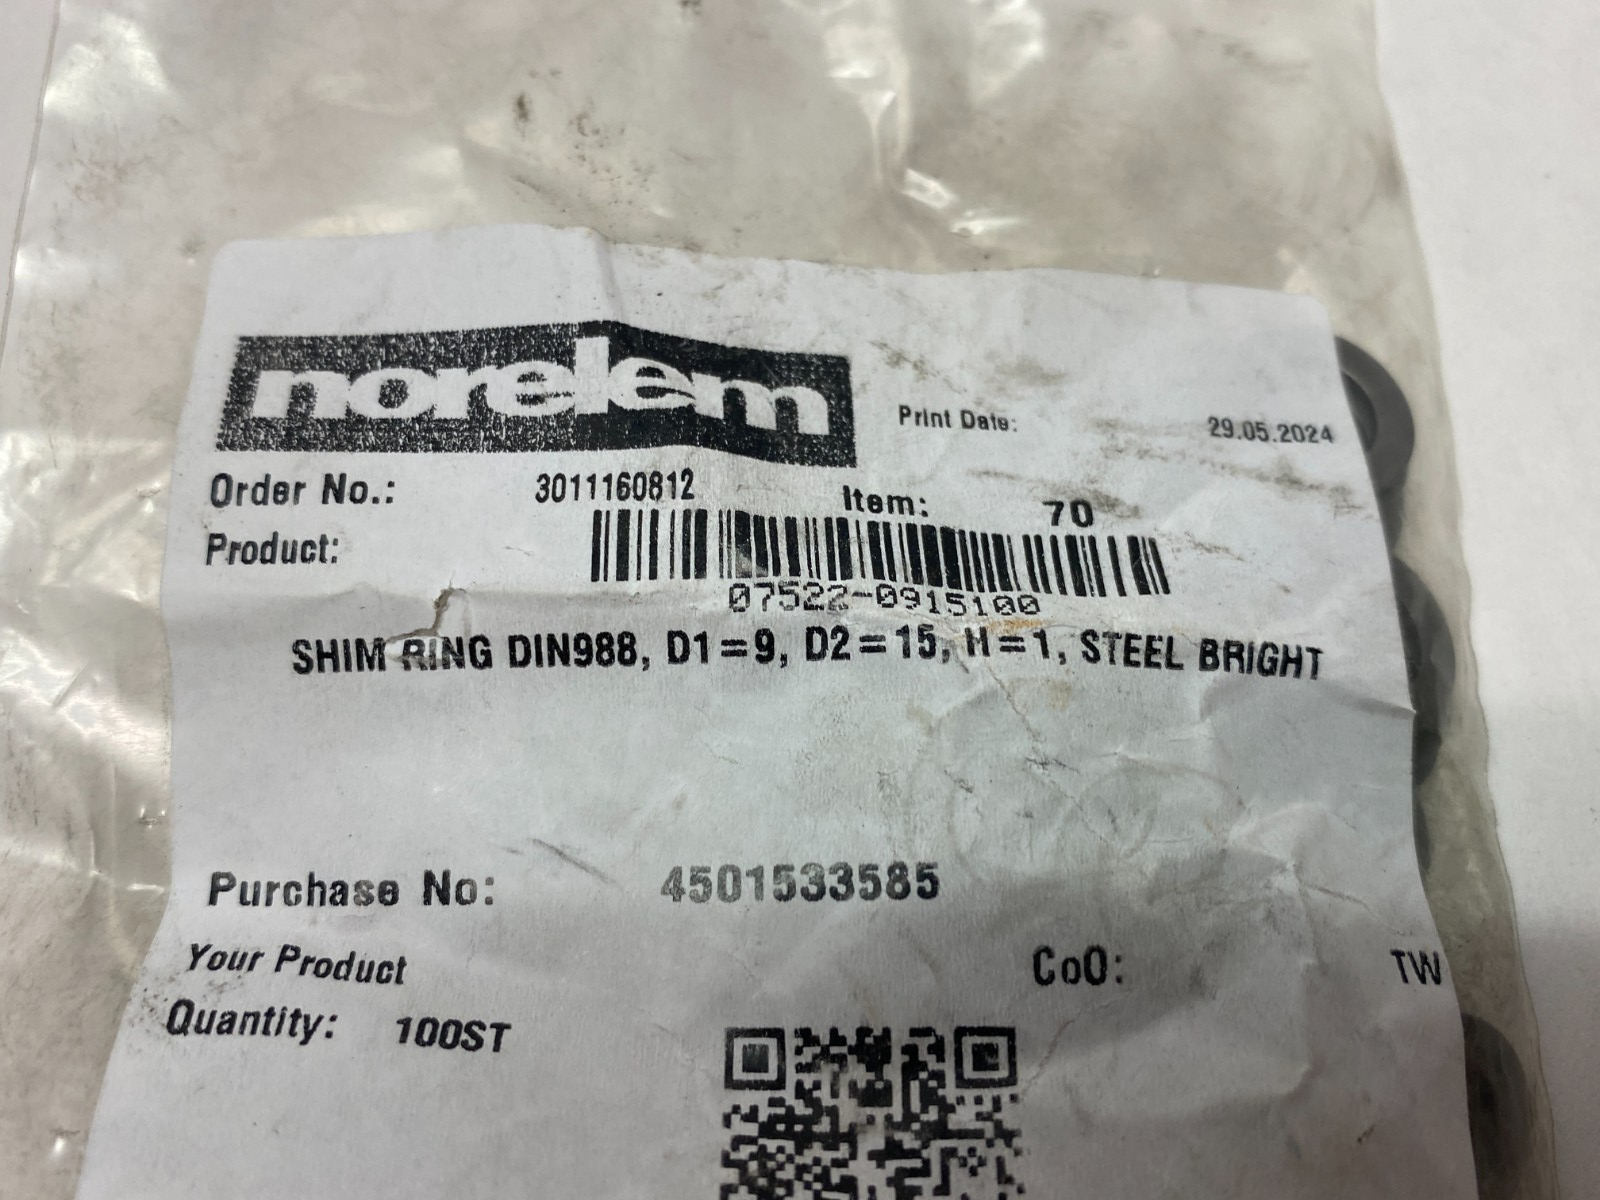 norelem
Print Date: 29.05.2024
Order No.: 3011160812 Item: 70
Product:
07522-0915100
SHIM RING DIN988, D1=9, D2=15, H=1, STEEL BRIGHT
Purchase No: 4501533585
Your Product CoO: TW
Quantity: 100ST